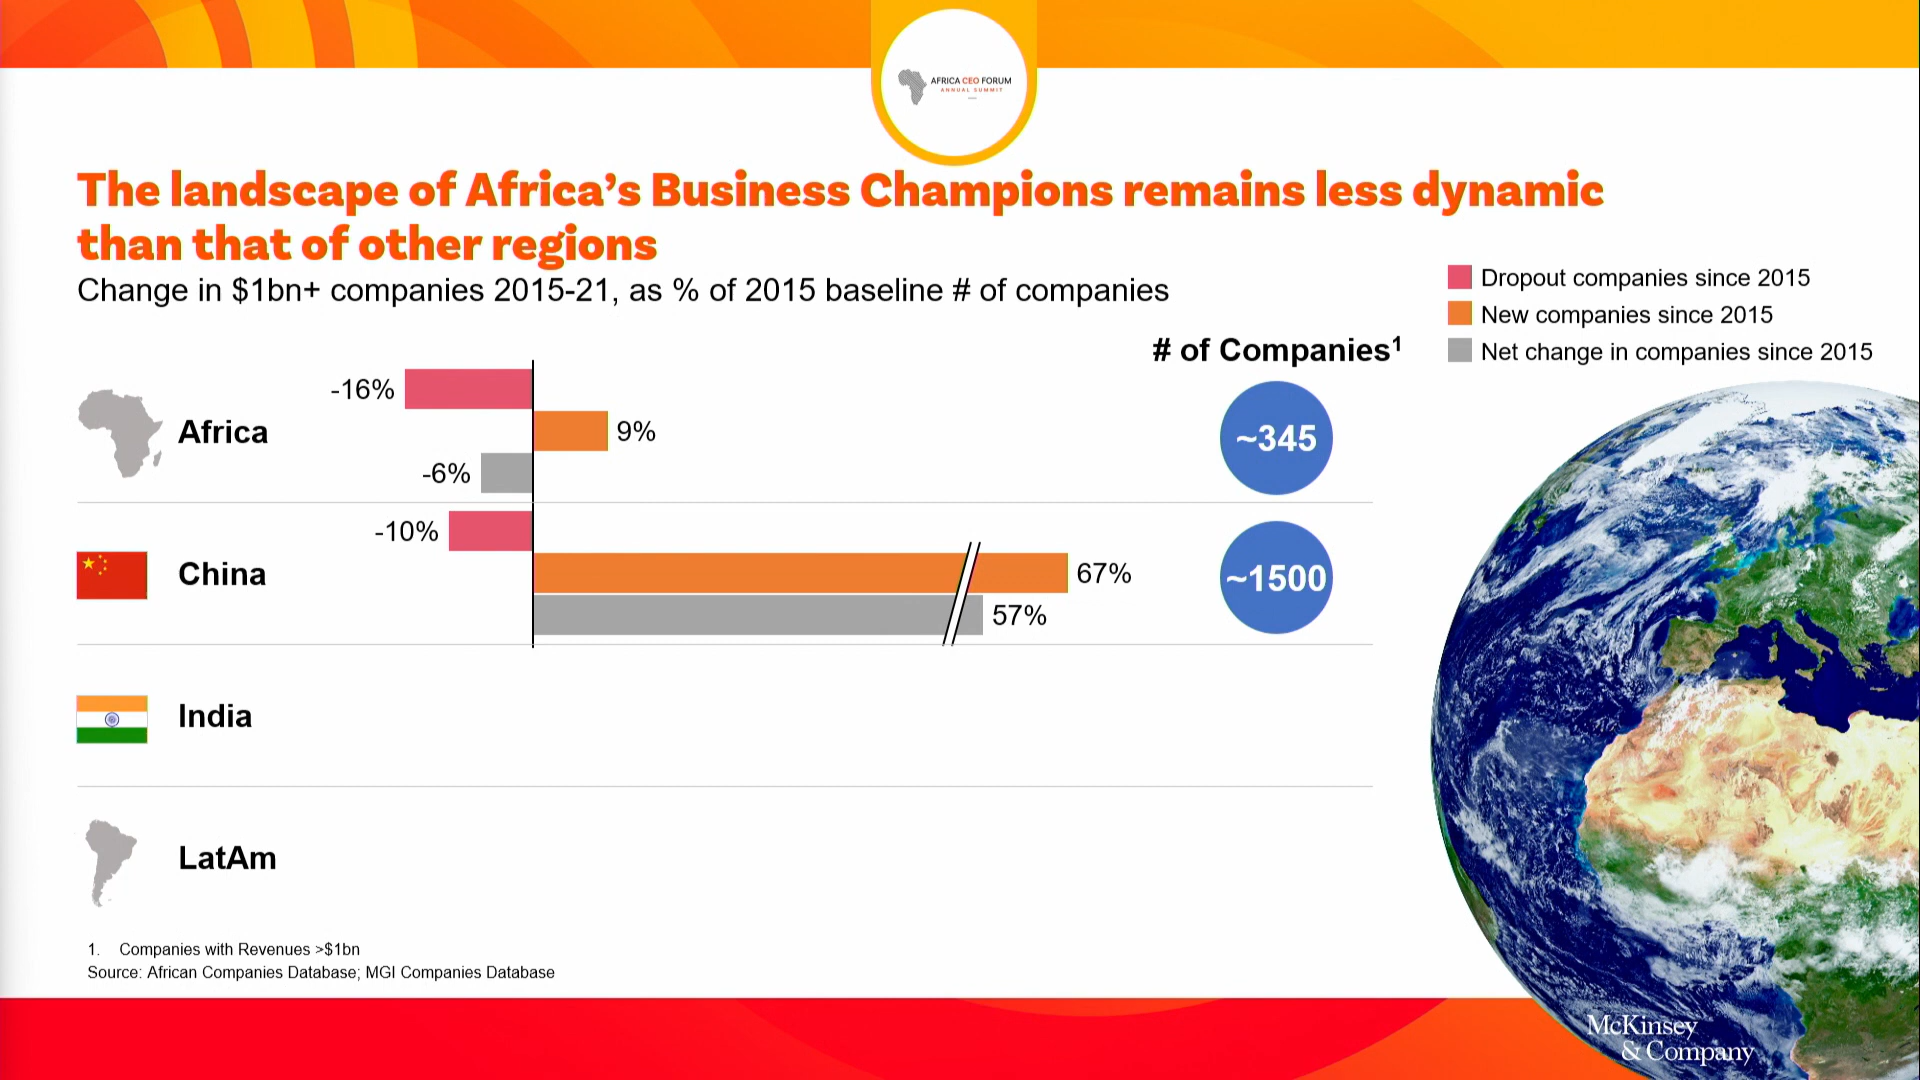 AFRICA CEO FORUM
ANNUAL SUMMIT
The landscape of Africa’s Business Champions remains less dynamic
than that of other regions
Change in $1bn+ companies 2015-21, as % of 2015 baseline # of companies
Dropout companies since 2015
New companies since 2015
Net change in companies since 2015
# of Companies¹
Africa
-16%
9%
-6%
~345
China
-10%
67%
57%
~1500
India
LatAm
1. Companies with Revenues >$1bn
Source: African Companies Database; MGI Companies Database
McKinsey
& Company